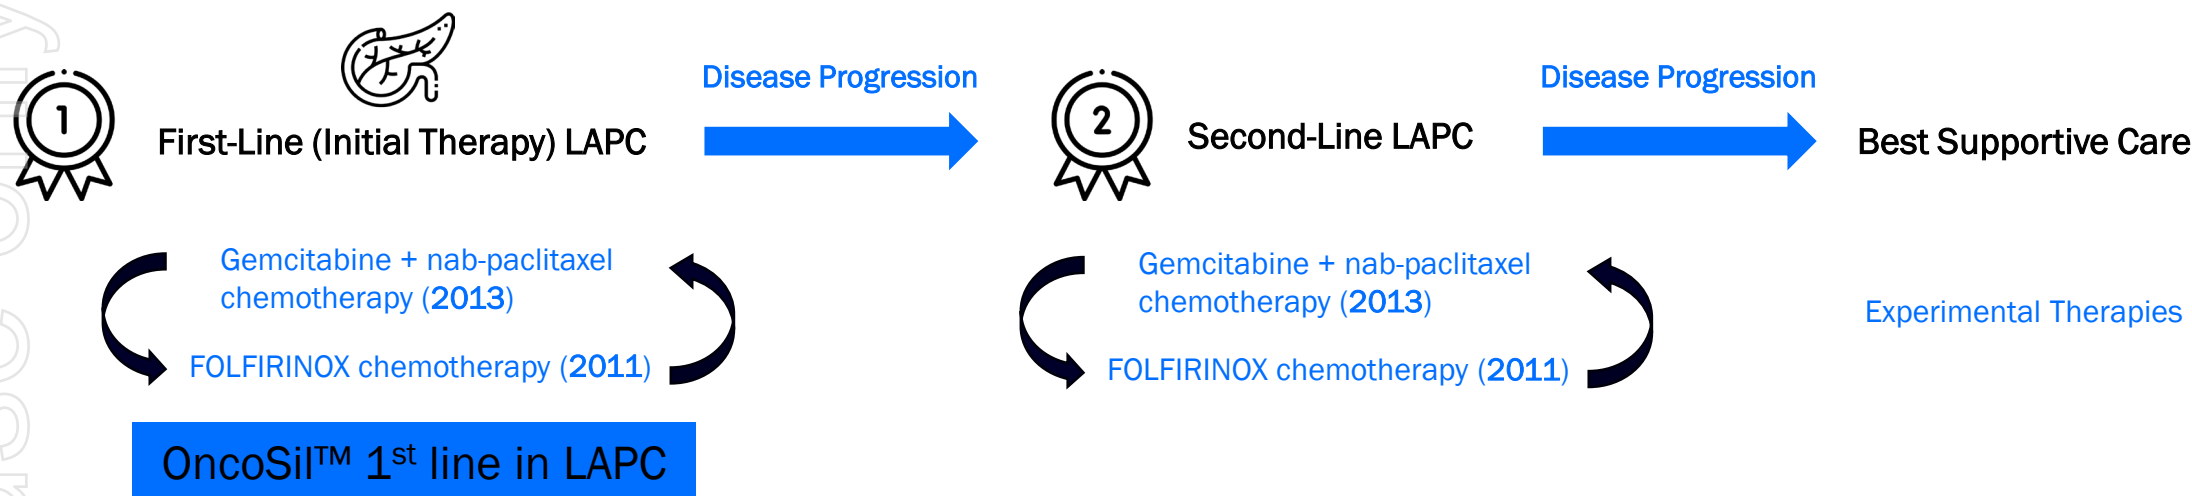 Disease Progression
Disease Progression
1
First-Line (Initial Therapy) LAPC
2
Second-Line LAPC
Best Supportive Care
Gemcitabine + nab-paclitaxel
chemotherapy (2013)
FOLFIRINOX chemotherapy (2011)
Gemcitabine + nab-paclitaxel
chemotherapy (2013)
FOLFIRINOX chemotherapy (2011)
Experimental Therapies
OncoSil™ 1st line in LAPC